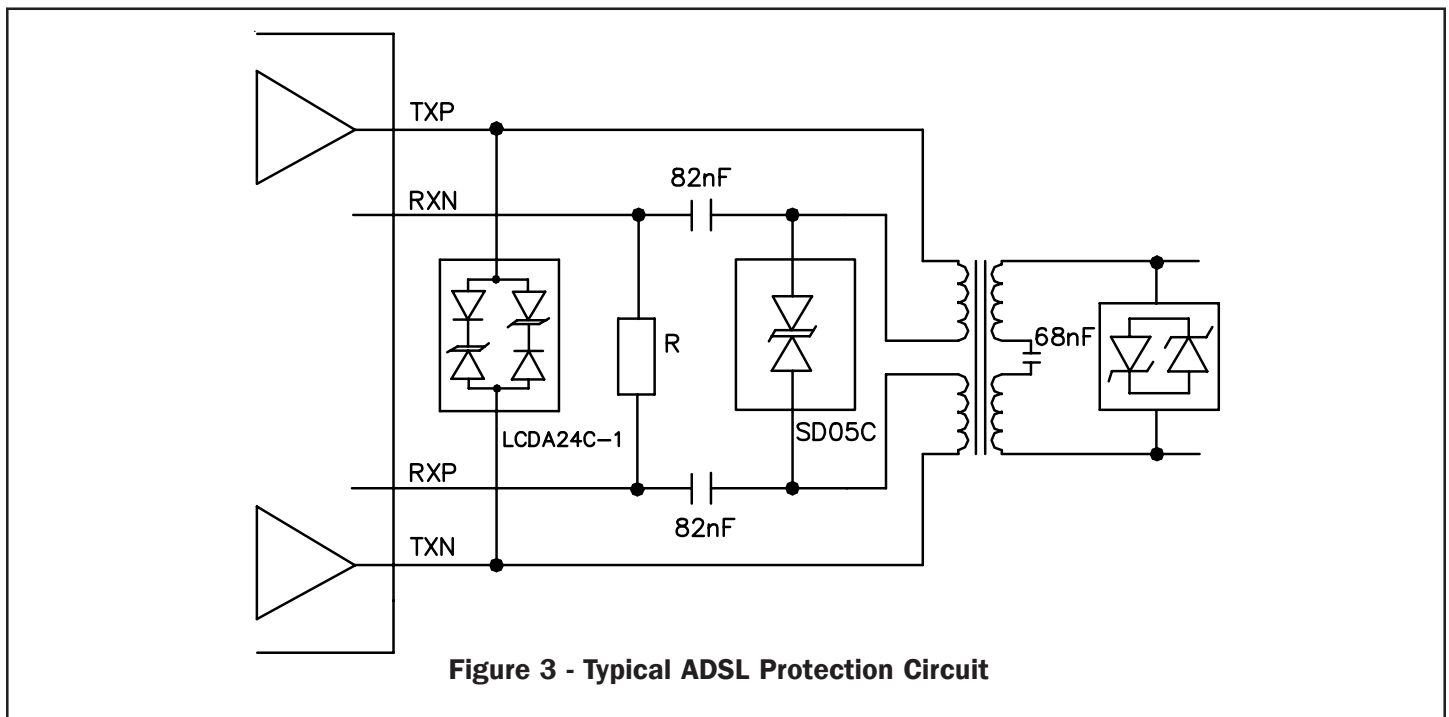 TXP
82nF
RXN
68nF
R
SD05C
LCDA24C-1
RXP
82nF
TXN
Figure 3 - Typical ADSL Protection Circuit